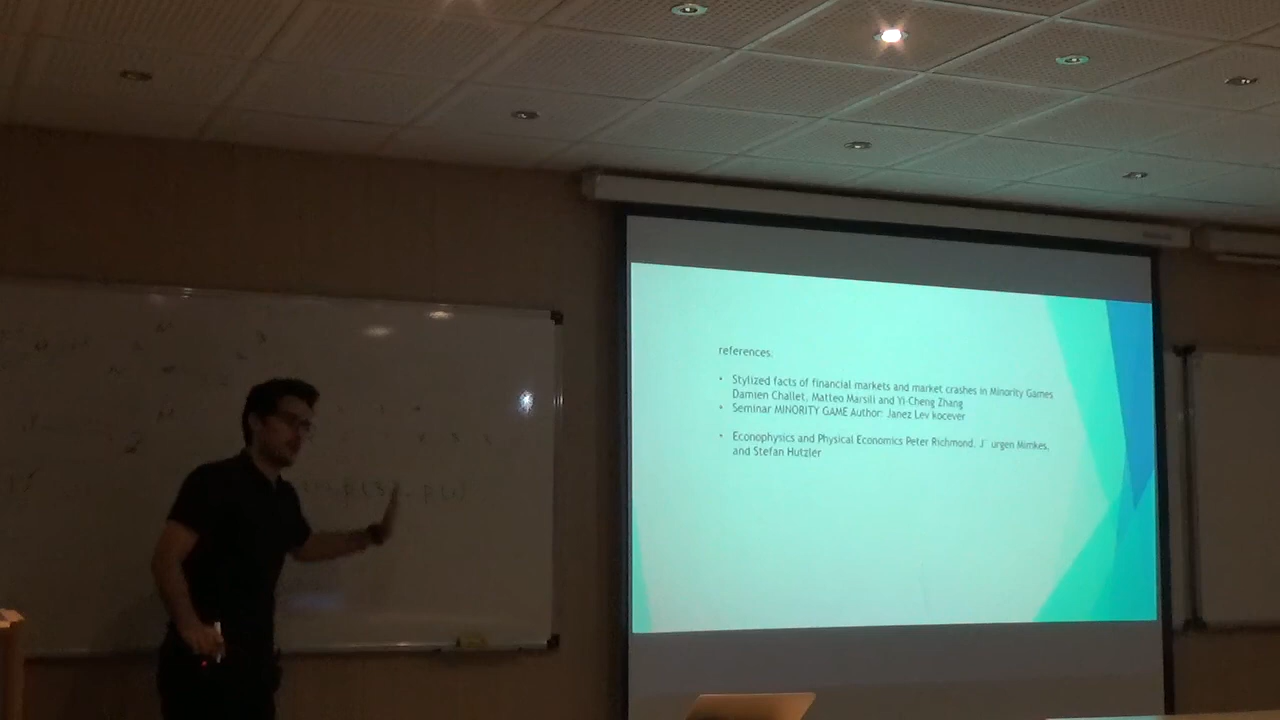 references:
• Stylized facts of financial markets and market crashes in Minority Games
Damien Challet, Matteo Marsili and Yi-Cheng Zhang
• Seminar MINORITY GAME Author: Janez Lev kocever
• Econophysics and Physical Economics Peter Richmond, J¨urgen Mimkes,
and Stefan Hutzler